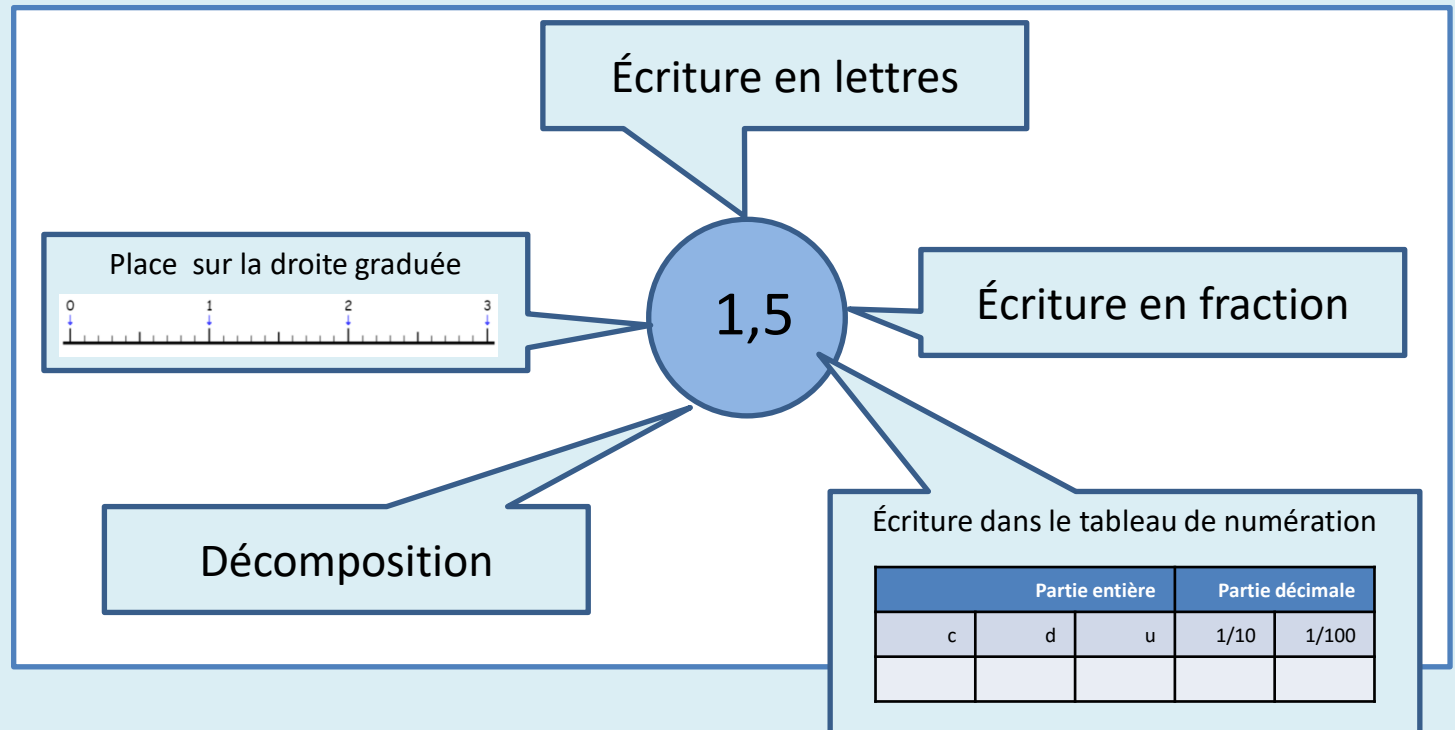 Écriture en lettres
Place sur la droite graduée
0 1 2 3
1,5
Écriture en fraction
Décomposition
Écriture dans le tableau de numération
Partie entière Partie décimale
c d u 1/10 1/100